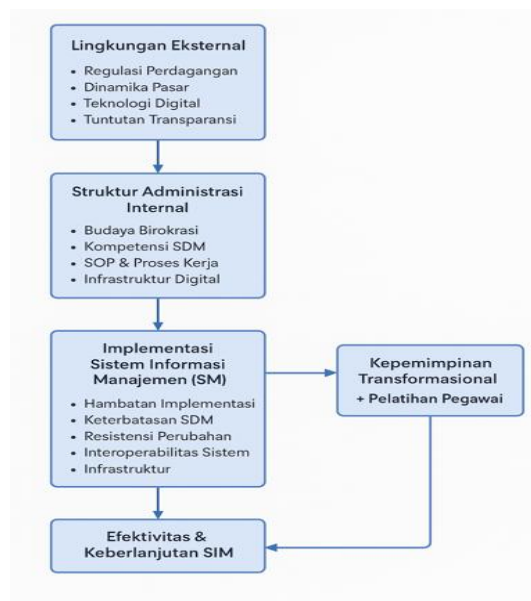 Lingkungan Eksternal
• Regulasi Perdagangan
• Dinamika Pasar
• Teknologi Digital
• Tuntutan Transparansi
Struktur Administrasi
Internal
• Budaya Birokrasi
• Kompetensi SDM
• SOP & Proses Kerja
• Infrastruktur Digital
Implementasi
Sistem Informasi
Manajemen (SM)
• Hambatan Implementasi
• Keterbatasan SDM
• Resistensi Perubahan
• Interoperabilitas Sistem
• Infrastruktur
Kepemimpinan
Transformasional
+ Pelatihan Pegawai
Efektivitas &
Keberlanjutan SIM